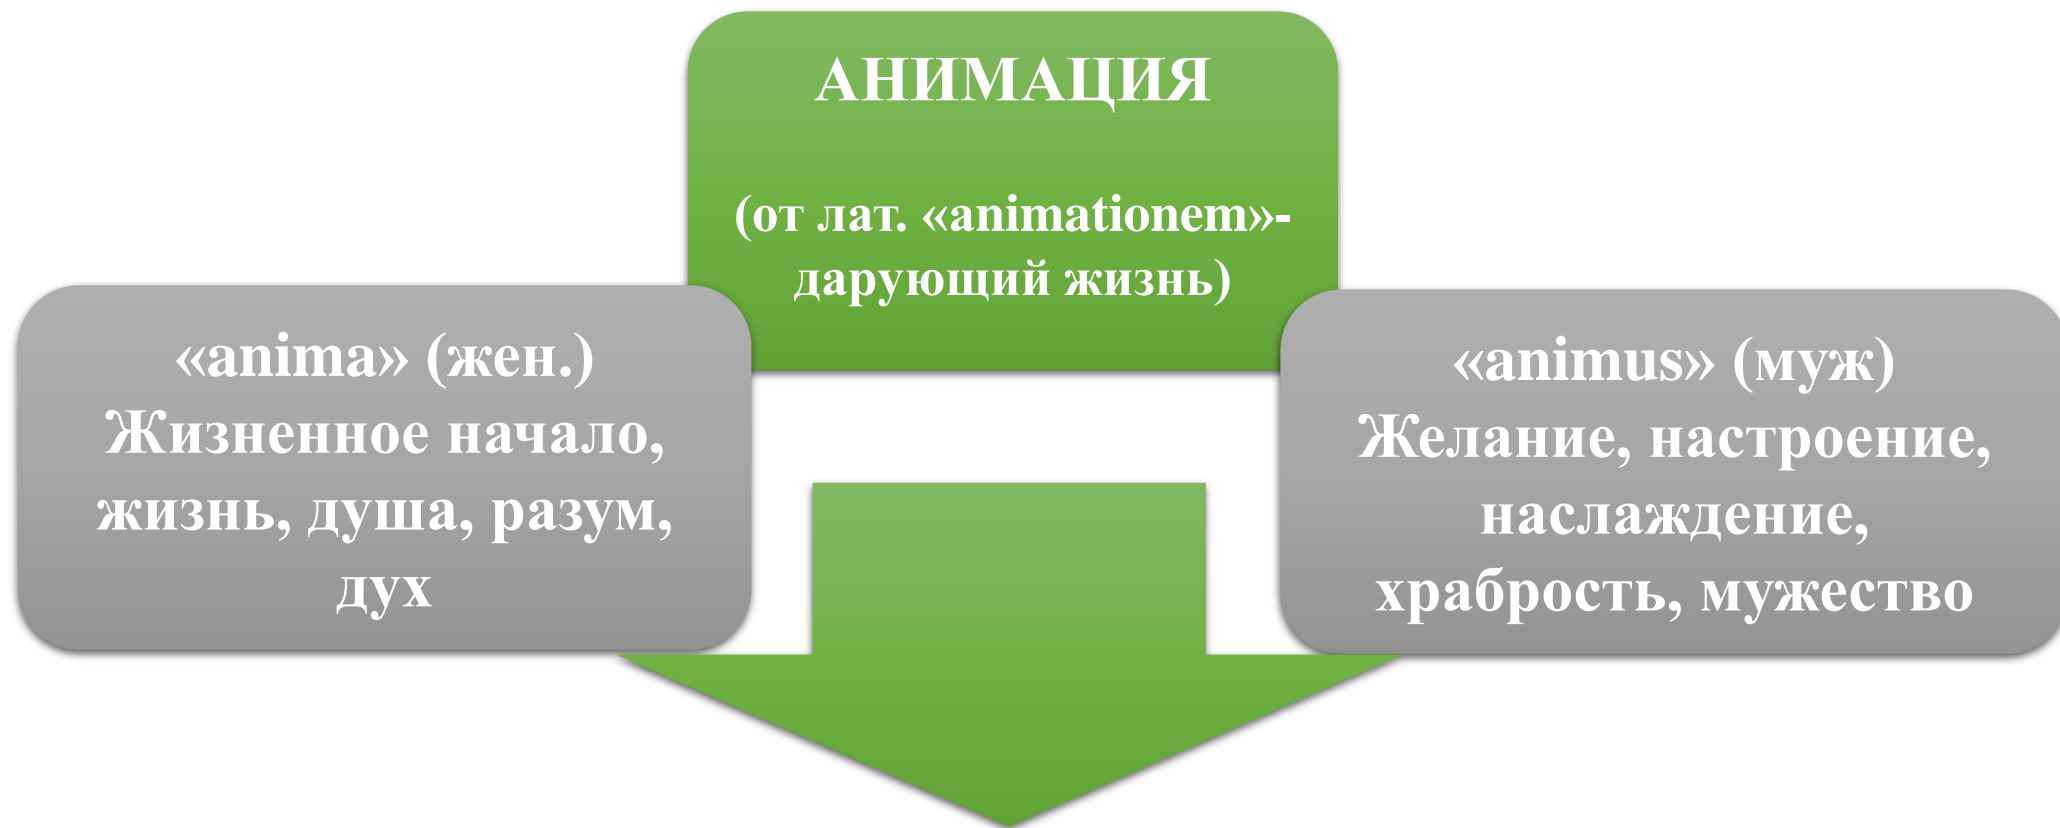 АНИМАЦИЯ
(от лат. «animationem»-
дарующий жизнь)
«anima» (жен.)
Жизненное начало,
жизнь, душа, разум,
дух
«animus» (муж)
Желание, настроение,
наслаждение,
храбрость, мужество